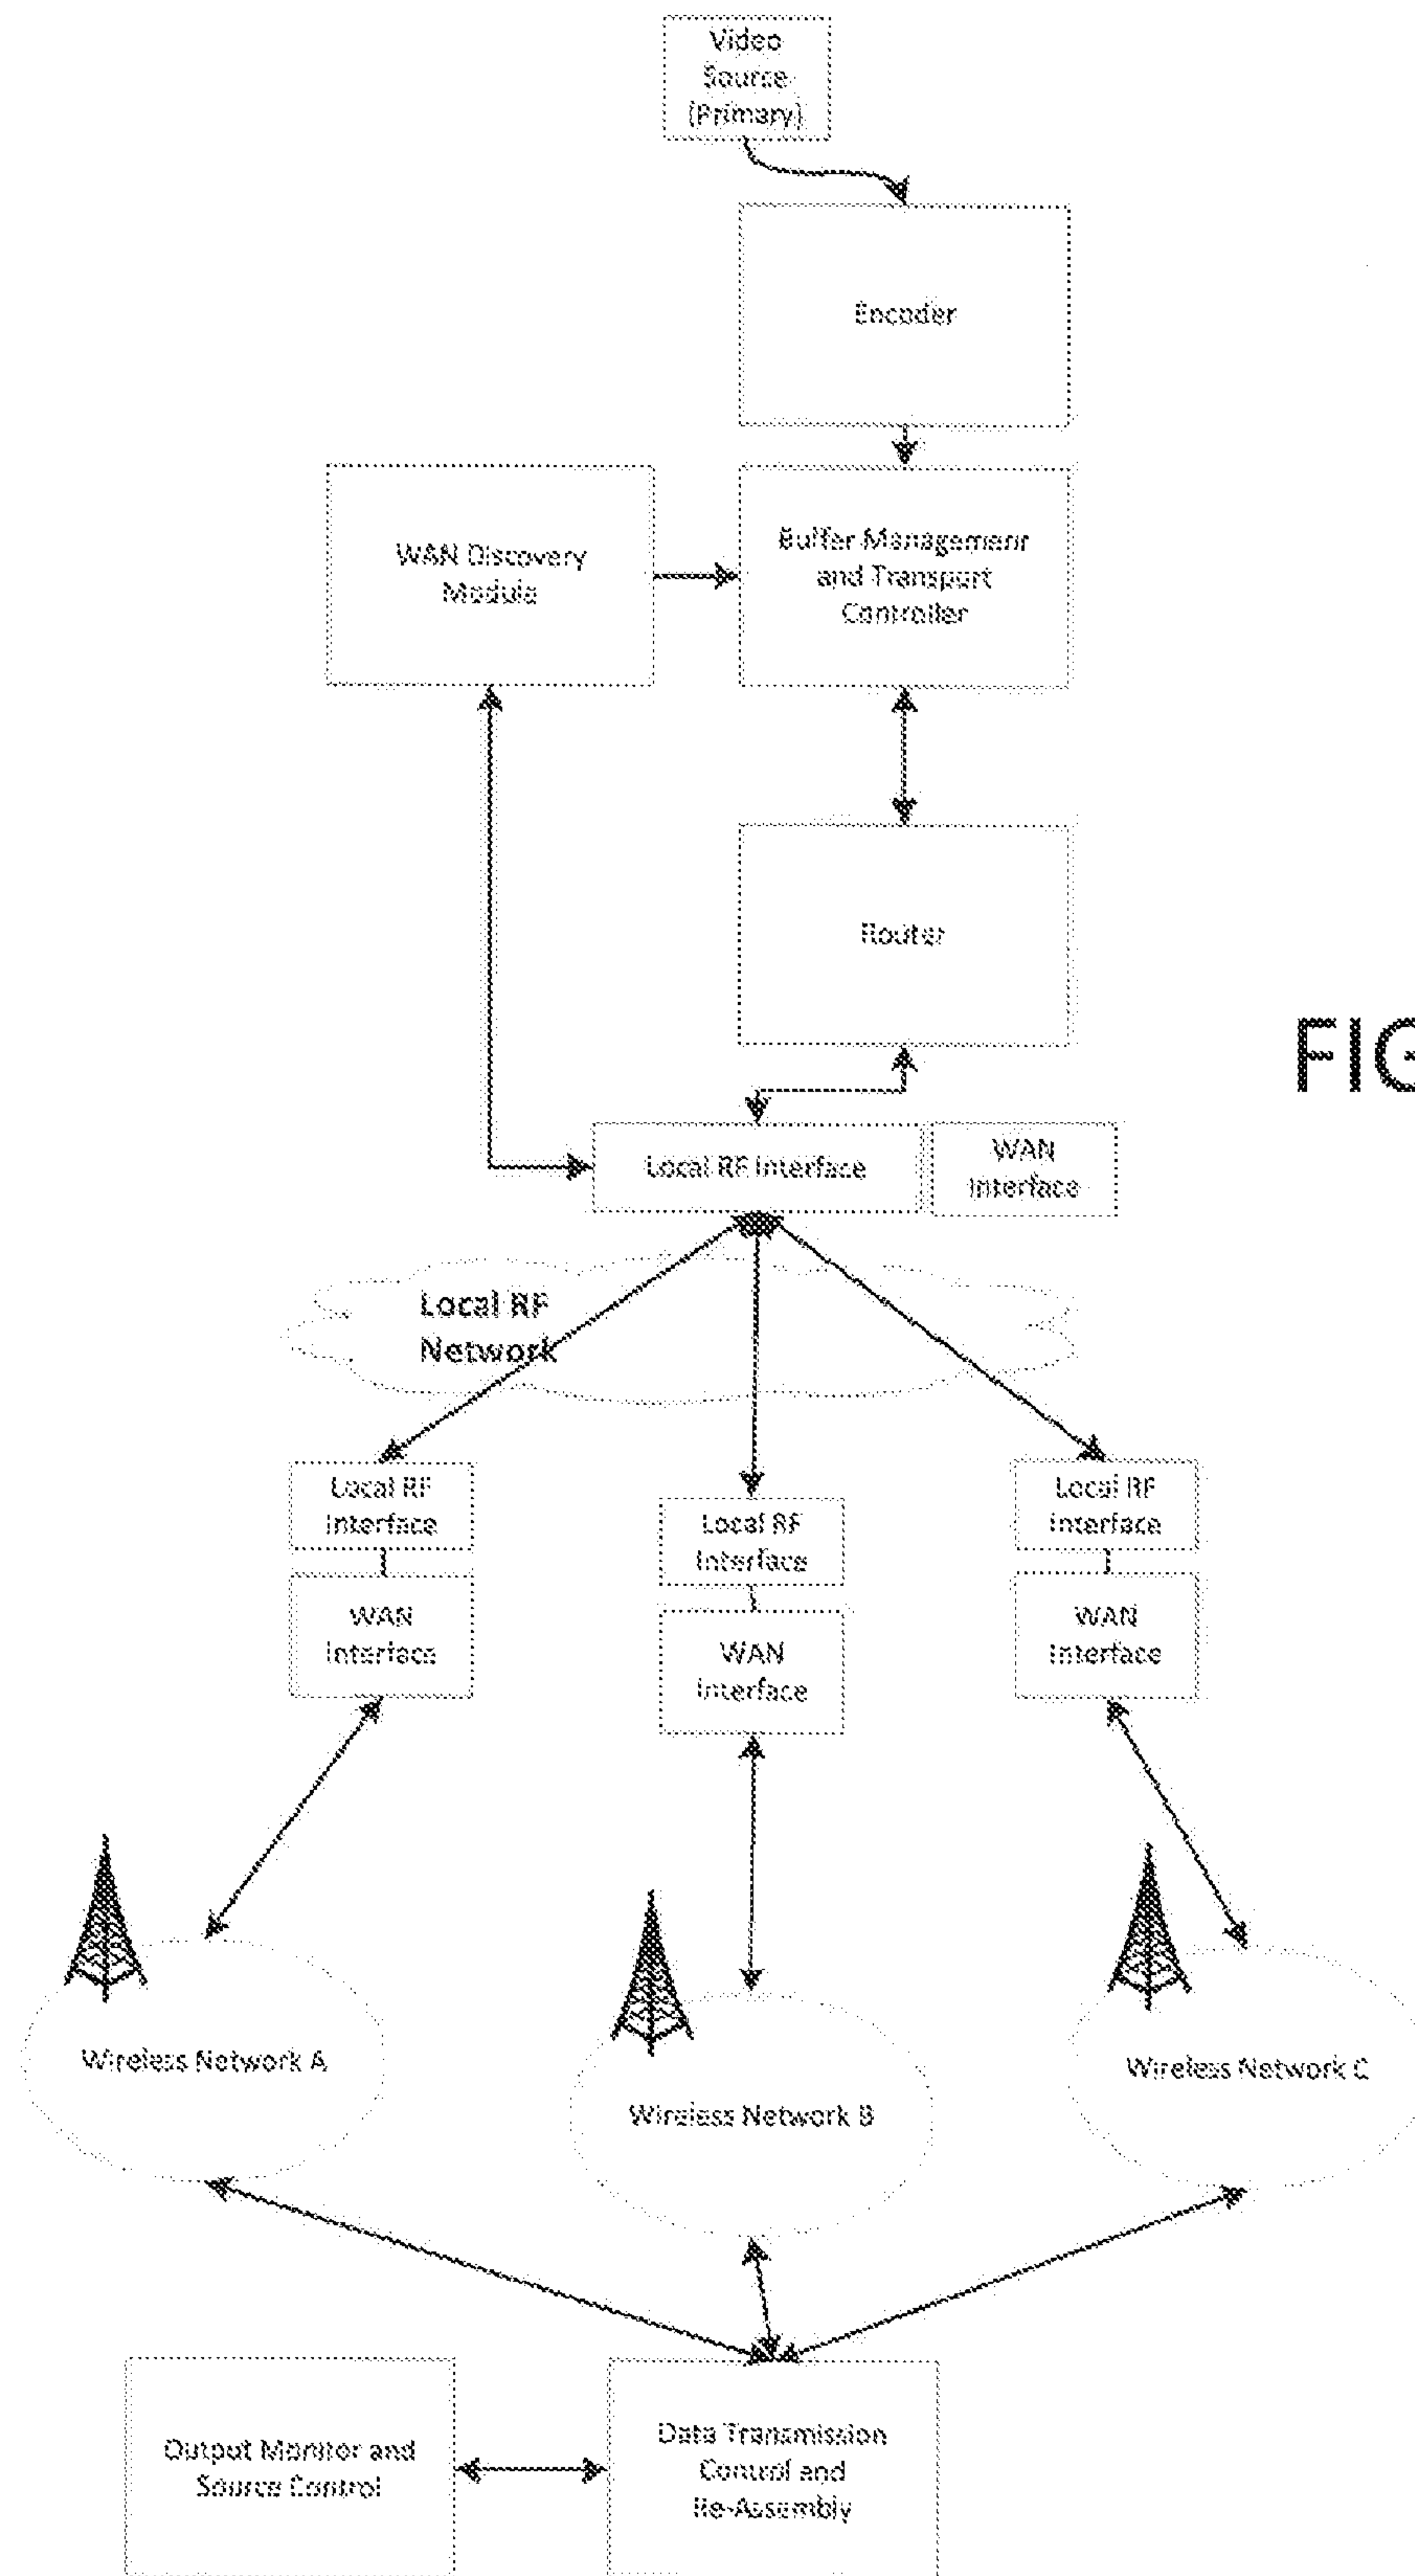 Video
Source
(Primary)
Encoder
WAN Discovery
Module
Buffer Management
and Transport
Controller
Router
FIG
Local RF Interface
WAN
Interface
Local RF
Network
Local RF
Interface
WAN
Interface
Local RF
Interface
WAN
Interface
Local RF
Interface
WAN
Interface
Wireless Network A
Wireless Network B
Wireless Network C
Output Monitor and
Source Control
Data Transmission
Control and
Re-Assembly